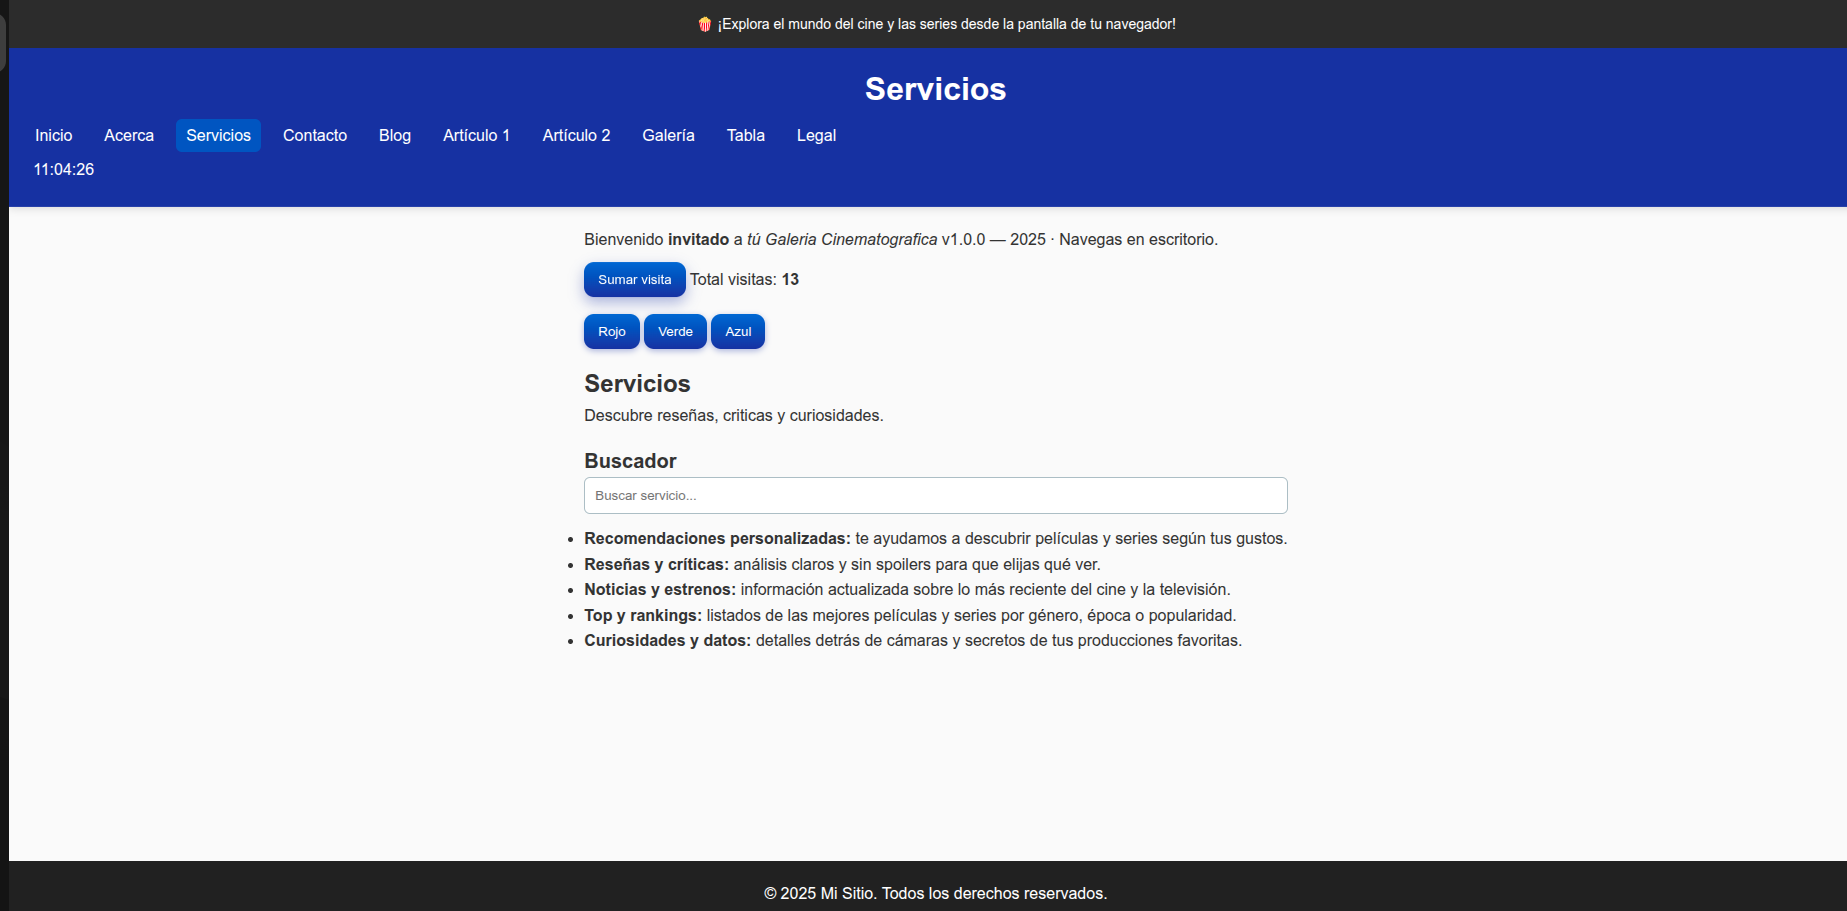 🍿 ¡Explora el mundo del cine y las series desde la pantalla de tu navegador!
Servicios
Inicio Acerca Servicios Contacto Blog Artículo 1 Artículo 2 Galería Tabla Legal
11:04:26
Bienvenido invitado a tú Galeria Cinematografica v1.0.0 — 2025 · Navegas en escritorio.
Sumar visita Total visitas: 13
Rojo Verde Azul
Servicios
Descubre reseñas, criticas y curiosidades.
Buscador
Buscar servicio...
• Recomendaciones personalizadas: te ayudamos a descubrir películas y series según tus gustos.
• Reseñas y críticas: análisis claros y sin spoilers para que elijas qué ver.
• Noticias y estrenos: información actualizada sobre lo más reciente del cine y la televisión.
• Top y rankings: listados de las mejores películas y series por género, época o popularidad.
• Curiosidades y datos: detalles detrás de cámaras y secretos de tus producciones favoritas.
© 2025 Mi Sitio. Todos los derechos reservados.